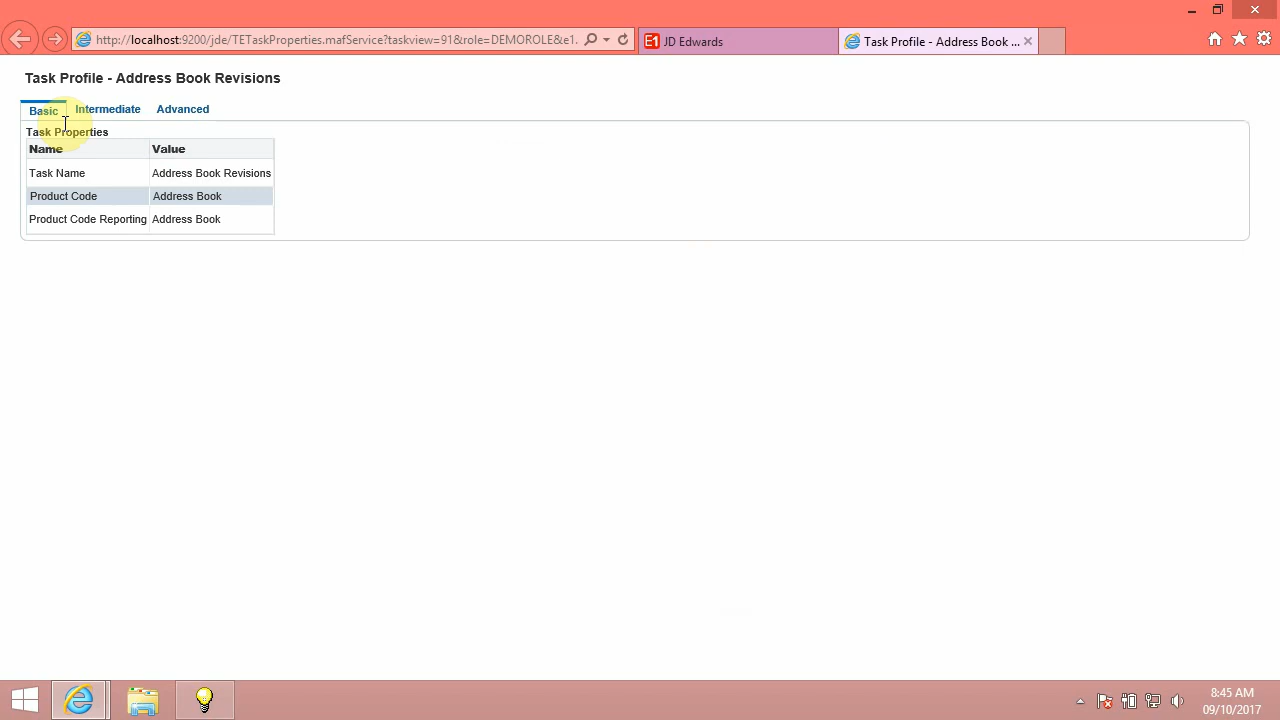 http://localhost:9200/jde/TETaskProperties.mafService?taskview=91&role=DEMOROLE&e1.
E1 JD Edwards
Task Profile - Address Book ...
Task Profile - Address Book Revisions
Basic Intermediate Advanced
Task Properties
Name Value
Task Name Address Book Revisions
Product Code Address Book
Product Code Reporting Address Book
8:45 AM
09/10/2017